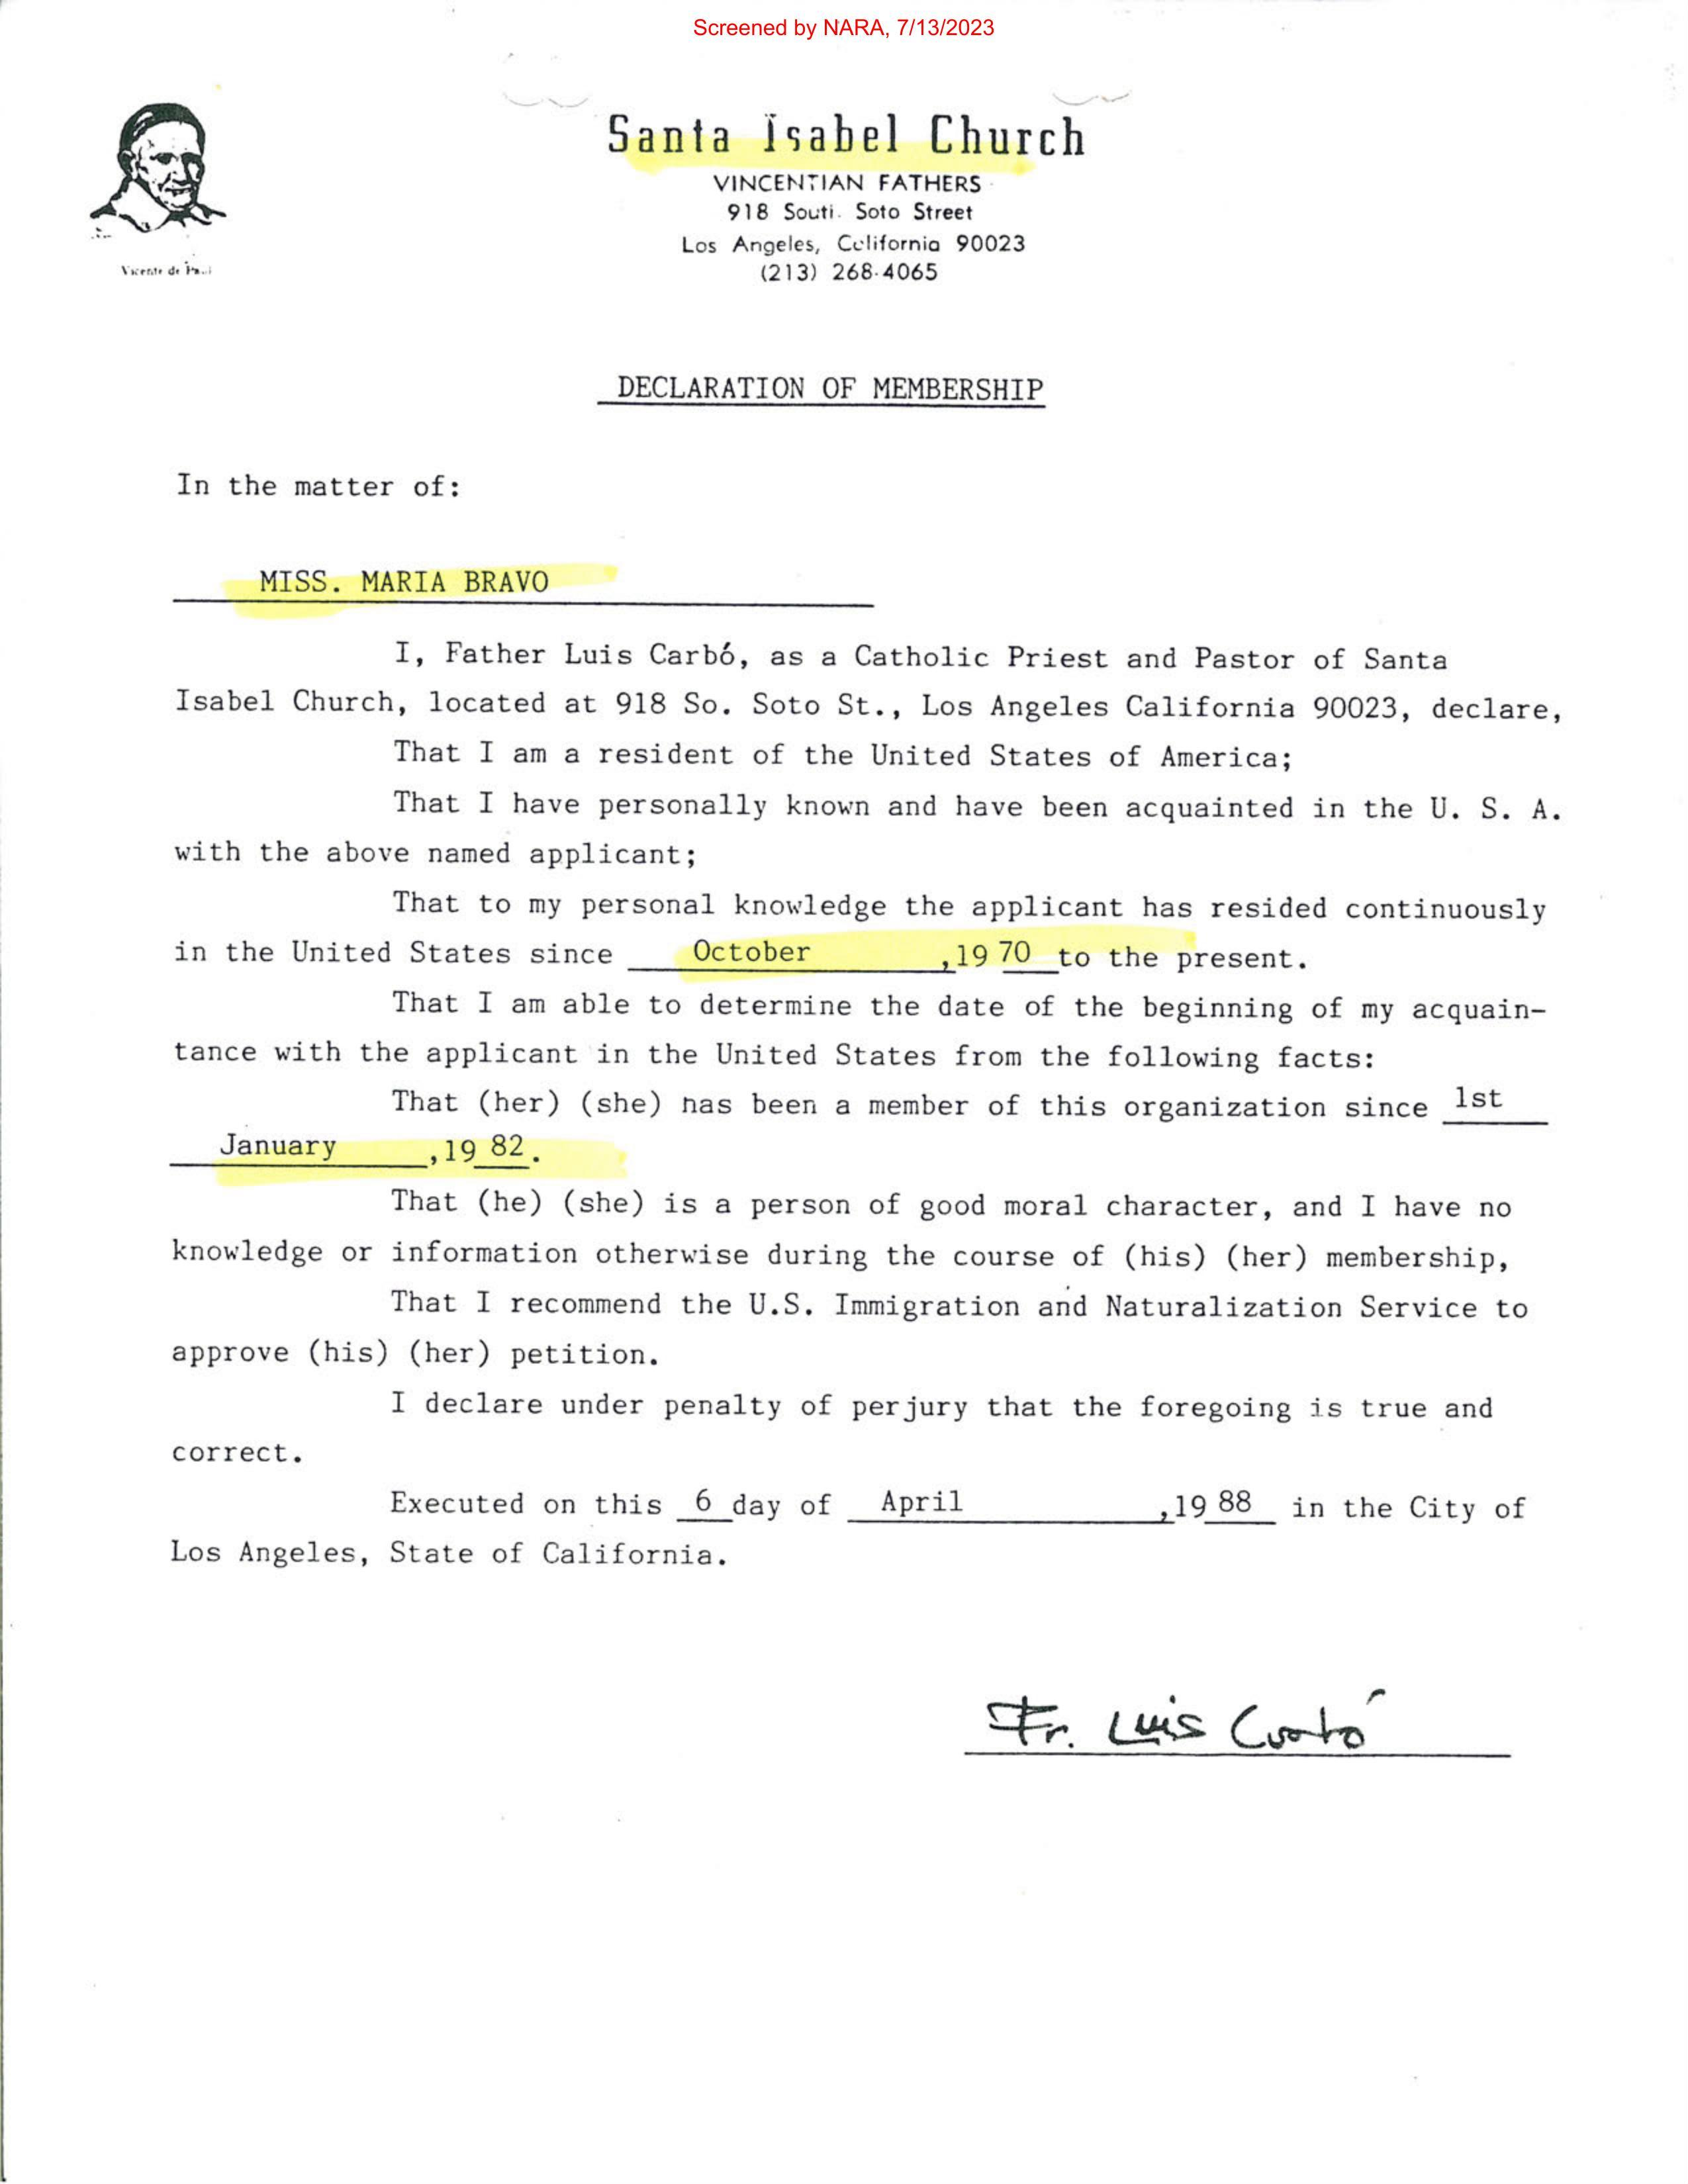 Screened by NARA, 7/13/2023
Santa Isabel Church
VINCENTIAN FATHERS
918 Souti. Soto Street
Los Angeles, California 90023
(213) 268-4065
Vicente de Paul
DECLARATION OF MEMBERSHIP
In the matter of:
MISS. MARIA BRAVO
I, Father Luis Carbó, as a Catholic Priest and Pastor of Santa
Isabel Church, located at 918 So. Soto St., Los Angeles California 90023, declare,
That I am a resident of the United States of America;
That I have personally known and have been acquainted in the U. S. A.
with the above named applicant;
That to my personal knowledge the applicant has resided continuously
in the United States since October ,19 70 to the present.
That I am able to determine the date of the beginning of my acquain-
tance with the applicant in the United States from the following facts:
That (her) (she) has been a member of this organization since 1st
January ,19 82.
That (he) (she) is a person of good moral character, and I have no
knowledge or information otherwise during the course of (his) (her) membership,
That I recommend the U.S. Immigration and Naturalization Service to
approve (his) (her) petition.
I declare under penalty of perjury that the foregoing is true and
correct.
Executed on this 6 day of April ,19 88 in the City of
Los Angeles, State of California.
Fr. Luis Carbó